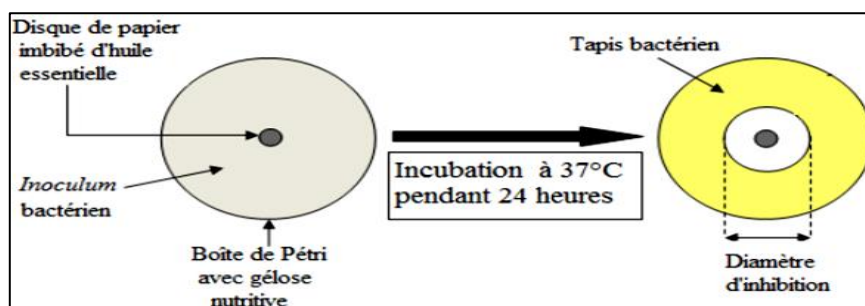 Disque de papier
imbibé d'huile
essentielle
Inoculum
bactérien
Boîte de Pétri
avec gélose
nutritive
Incubation à 37°C
pendant 24 heures
Tapis bactérien
Diamètre
d'inhibition